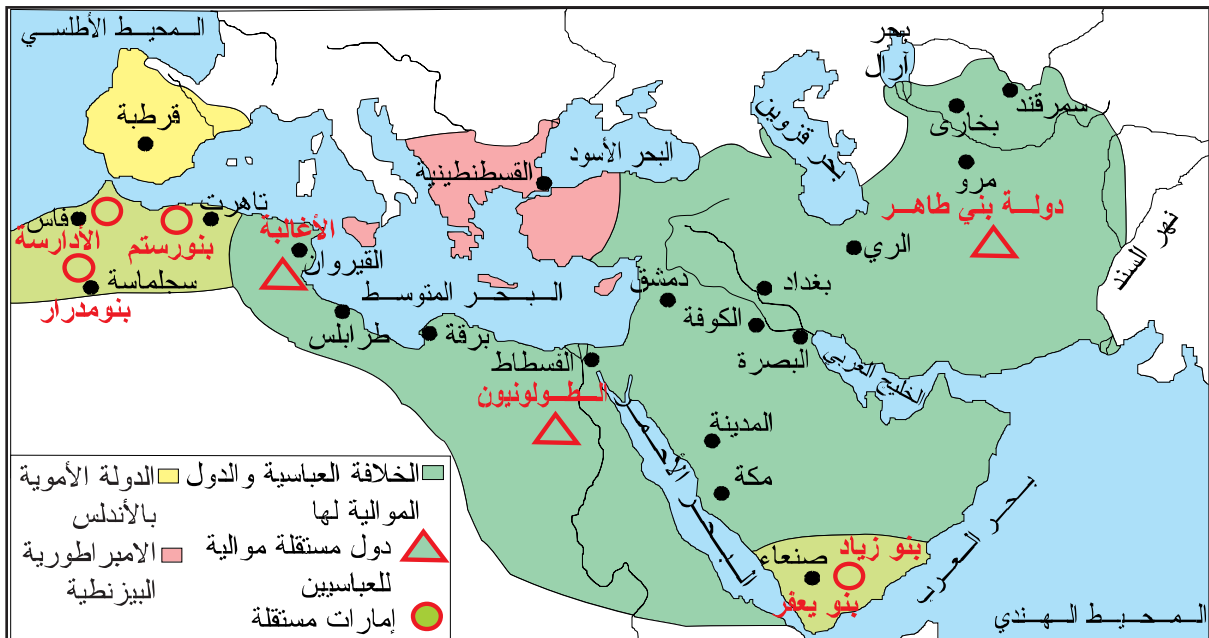 المحيط الأطلسي
بحر
آرال
سمرقند
بخارى
بحر قزوين
قرطبة
البحر الأسود
القسطنطينية
مرو
دولة بني طاهر
نهر السند
تاهرت
فاس
الأدارسة
بنورستم
الأغالبة
القيروان
الري
سجلماسة
بنومدرار
البحر المتوسط
دمشق
بغداد
الكوفة
البصرة
طرابلس
برقة
الفسطاط
الطولونيون
الخليج العربي
المدينة
مكة
البحر الأحمر
بحر العرب
بنو زياد
صنعاء
بنو يعفر
المحيط الهندي
الخلافة العباسية والدول
الموالية لها
دول مستقلة موالية
للعباسيين
إمارات مستقلة
الدولة الأموية
بالأندلس
الامبراطورية
البيزنطية